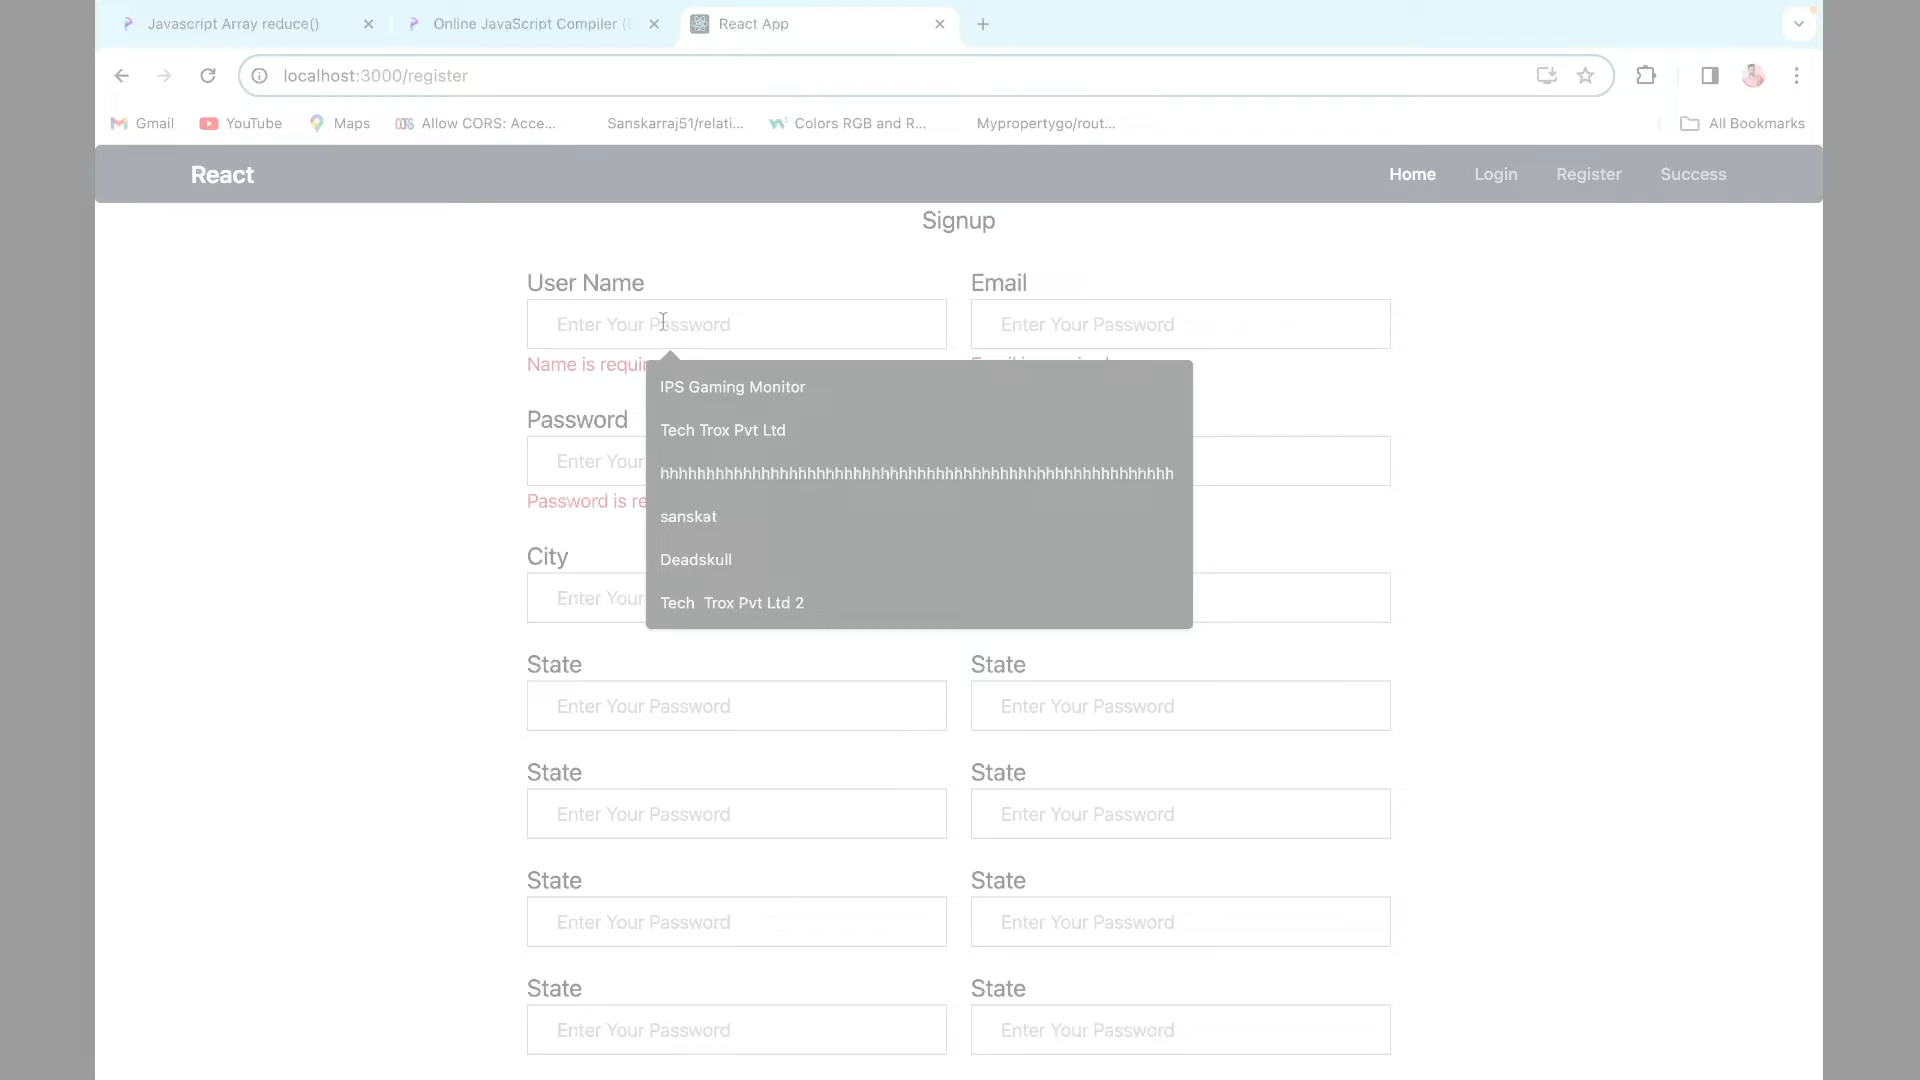 Javascript Array reduce()
Online JavaScript Compiler
React App
localhost:3000/register
Gmail
YouTube
Maps
Allow CORS: Acce...
Sanskarraj51/relati...
Colors RGB and R...
Mypropertygo/rout...
All Bookmarks
React
Home
Login
Register
Success
Signup
User Name
Email
Enter Your Password
Enter Your Password
Name is requi
IPS Gaming Monitor
Tech Trox Pvt Ltd
sanskat
Deadskull
Tech Trox Pvt Ltd 2
Password
Enter Your
Password is re
City
Enter Your
State
State
Enter Your Password
Enter Your Password
State
State
Enter Your Password
Enter Your Password
State
State
Enter Your Password
Enter Your Password
State
State
Enter Your Password
Enter Your Password